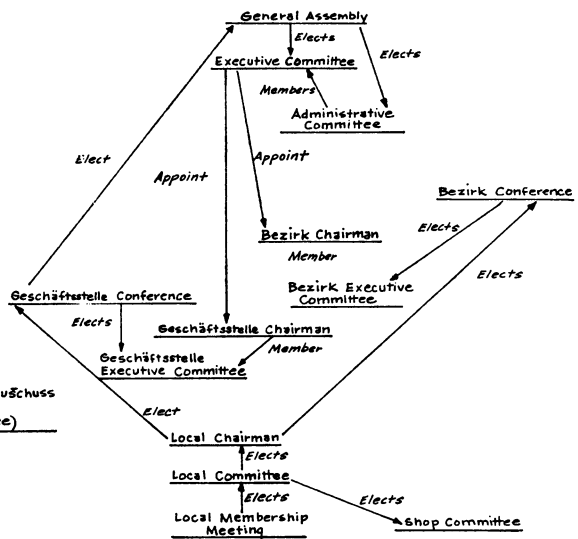 General Assembly
Elects
Elects
Executive Committee
Members
Administrative
Committee
Elect
Appoint
Appoint
Bezirk Conference
Bezirk Chairman
Elects
Member
Elects
Bezirk Executive
Committee
Geschäftsstelle Conference
Elects
Geschäftsstelle Chairman
Member
Geschäftsstelle
Executive Committee
uschuss
Elect
e)
Local Chairman
Elects
Local Committee
Elects
Elects
Local Membership
Meeting
Shop Committee